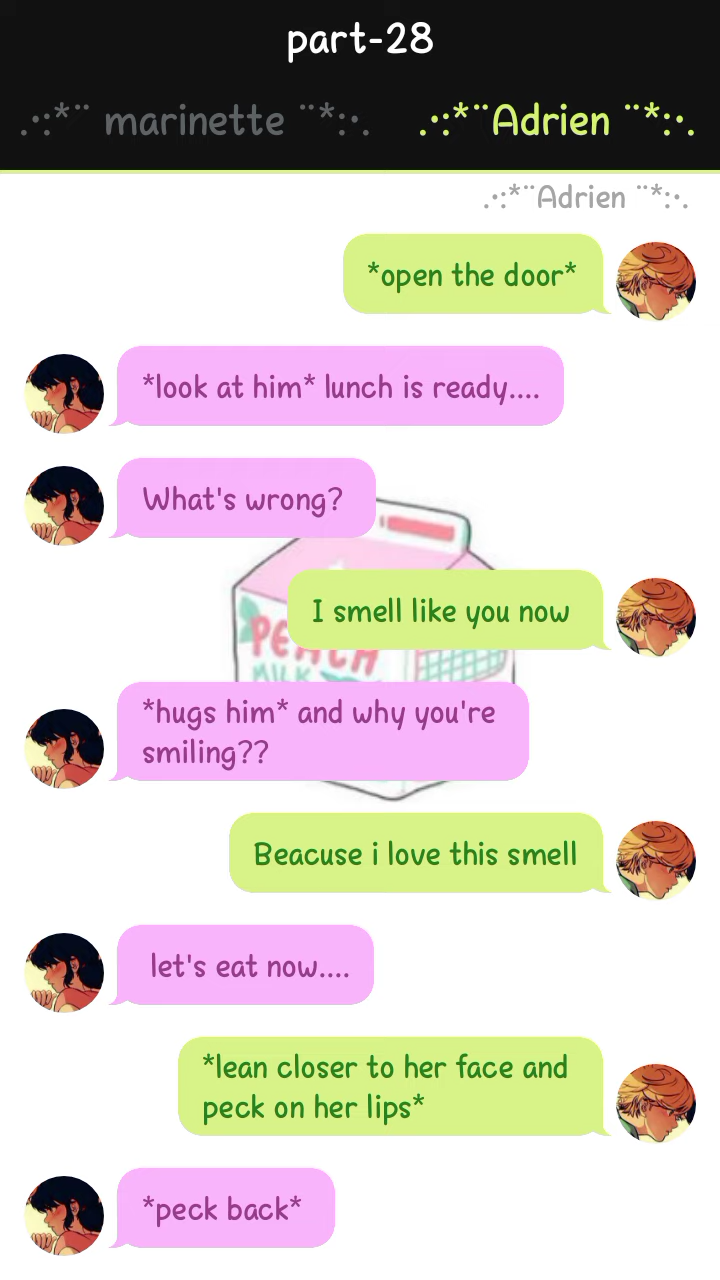 part-28
.·:*¨ marinette ¨*:·. .·:*¨Adrien ¨*:·.
.·:*¨Adrien ¨*:·.
*open the door*
*look at him* lunch is ready....
What's wrong?
I smell like you now
PEACH
MILK
*hugs him* and why you're
smiling??
Beacuse i love this smell
let's eat now....
*lean closer to her face and
peck on her lips*
*peck back*